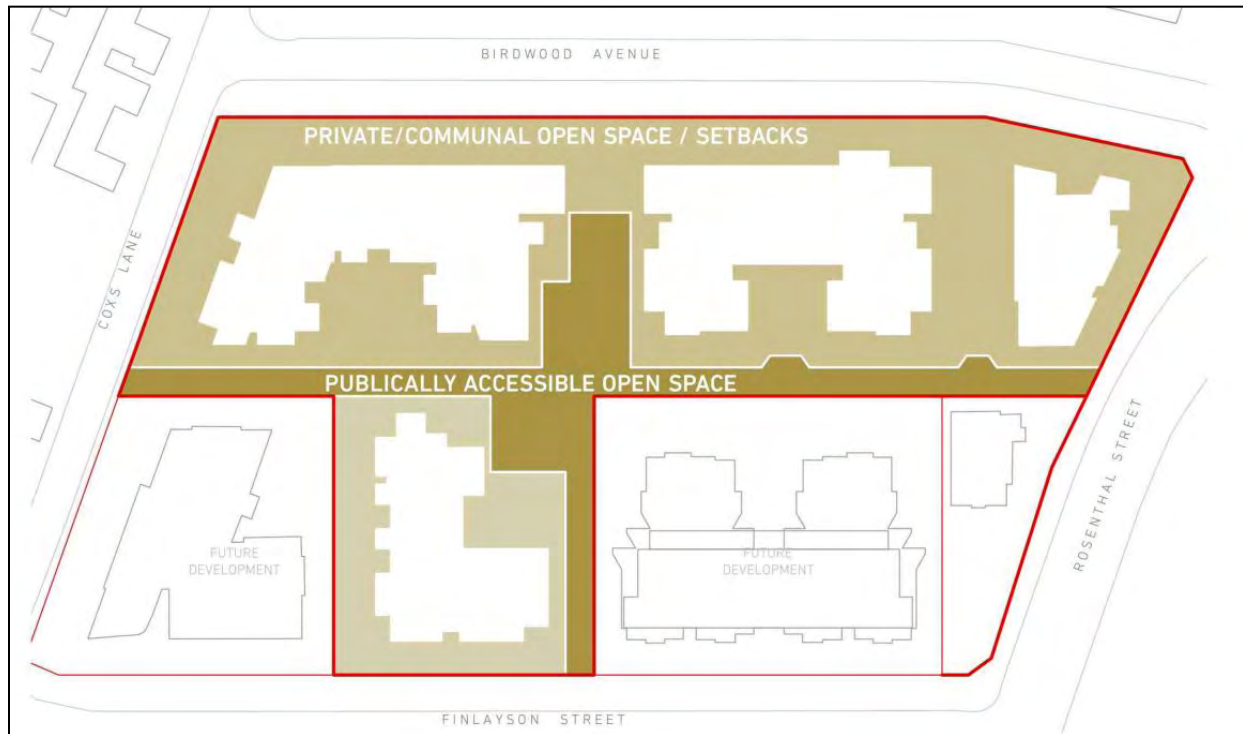 BIRDWOOD AVENUE
PRIVATE/COMMUNAL OPEN SPACE / SETBACKS
COXS LANE
PUBLICALLY ACCESSIBLE OPEN SPACE
ROSENTHAL STREET
FUTURE
DEVELOPMENT
FUTURE
DEVELOPMENT
FINLAYSON STREET